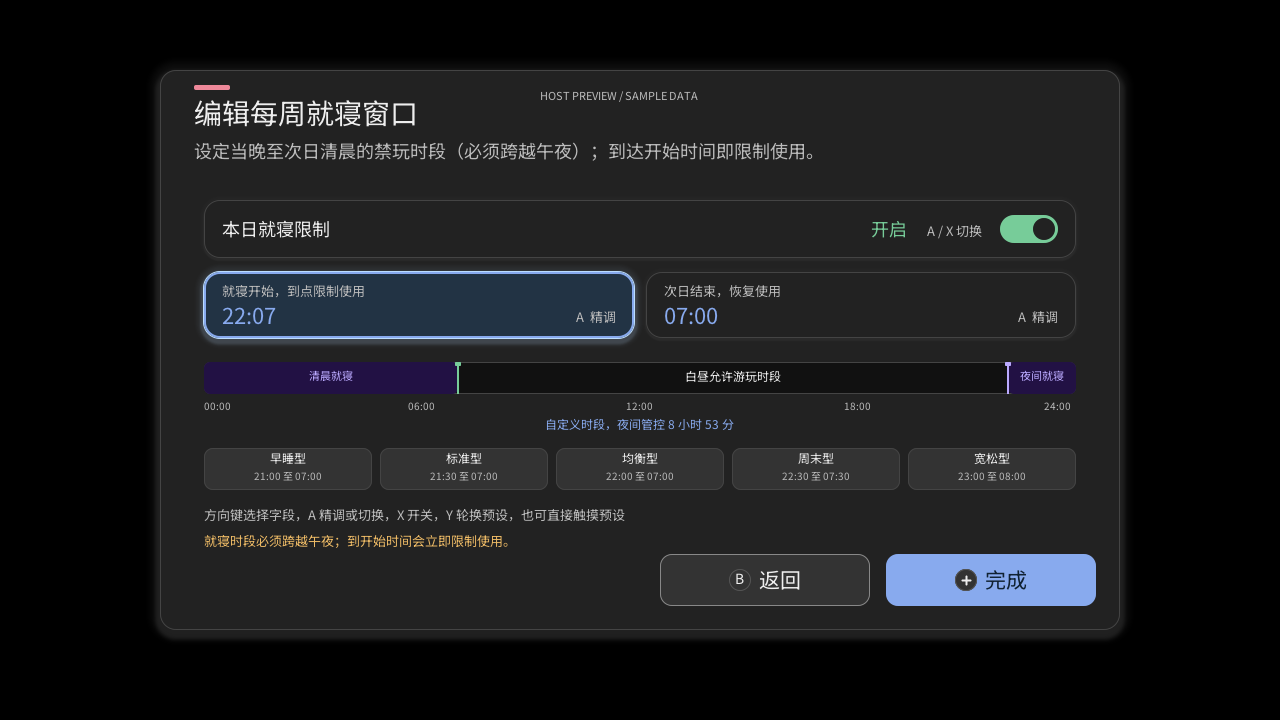 HOST PREVIEW / SAMPLE DATA
编辑每周就寝窗口
设定当晚至次日清晨的禁玩时段（必须跨越午夜）；到达开始时间即限制使用。
本日就寝限制
开启
A / X 切换
就寝开始，到点限制使用
22:07
A 精调
次日结束，恢复使用
07:00
A 精调
清晨就寝
白昼允许游玩时段
夜间就寝
00:00
06:00
12:00
18:00
24:00
自定义时段，夜间管控 8 小时 53 分
早睡型
21:00 至 07:00
标准型
21:30 至 07:00
均衡型
22:00 至 07:00
周末型
22:30 至 07:30
宽松型
23:00 至 08:00
方向键选择字段，A 精调或切换，X 开关，Y 轮换预设，也可直接触摸预设
就寝时段必须跨越午夜；到开始时间会立即限制使用。
B 返回
+ 完成